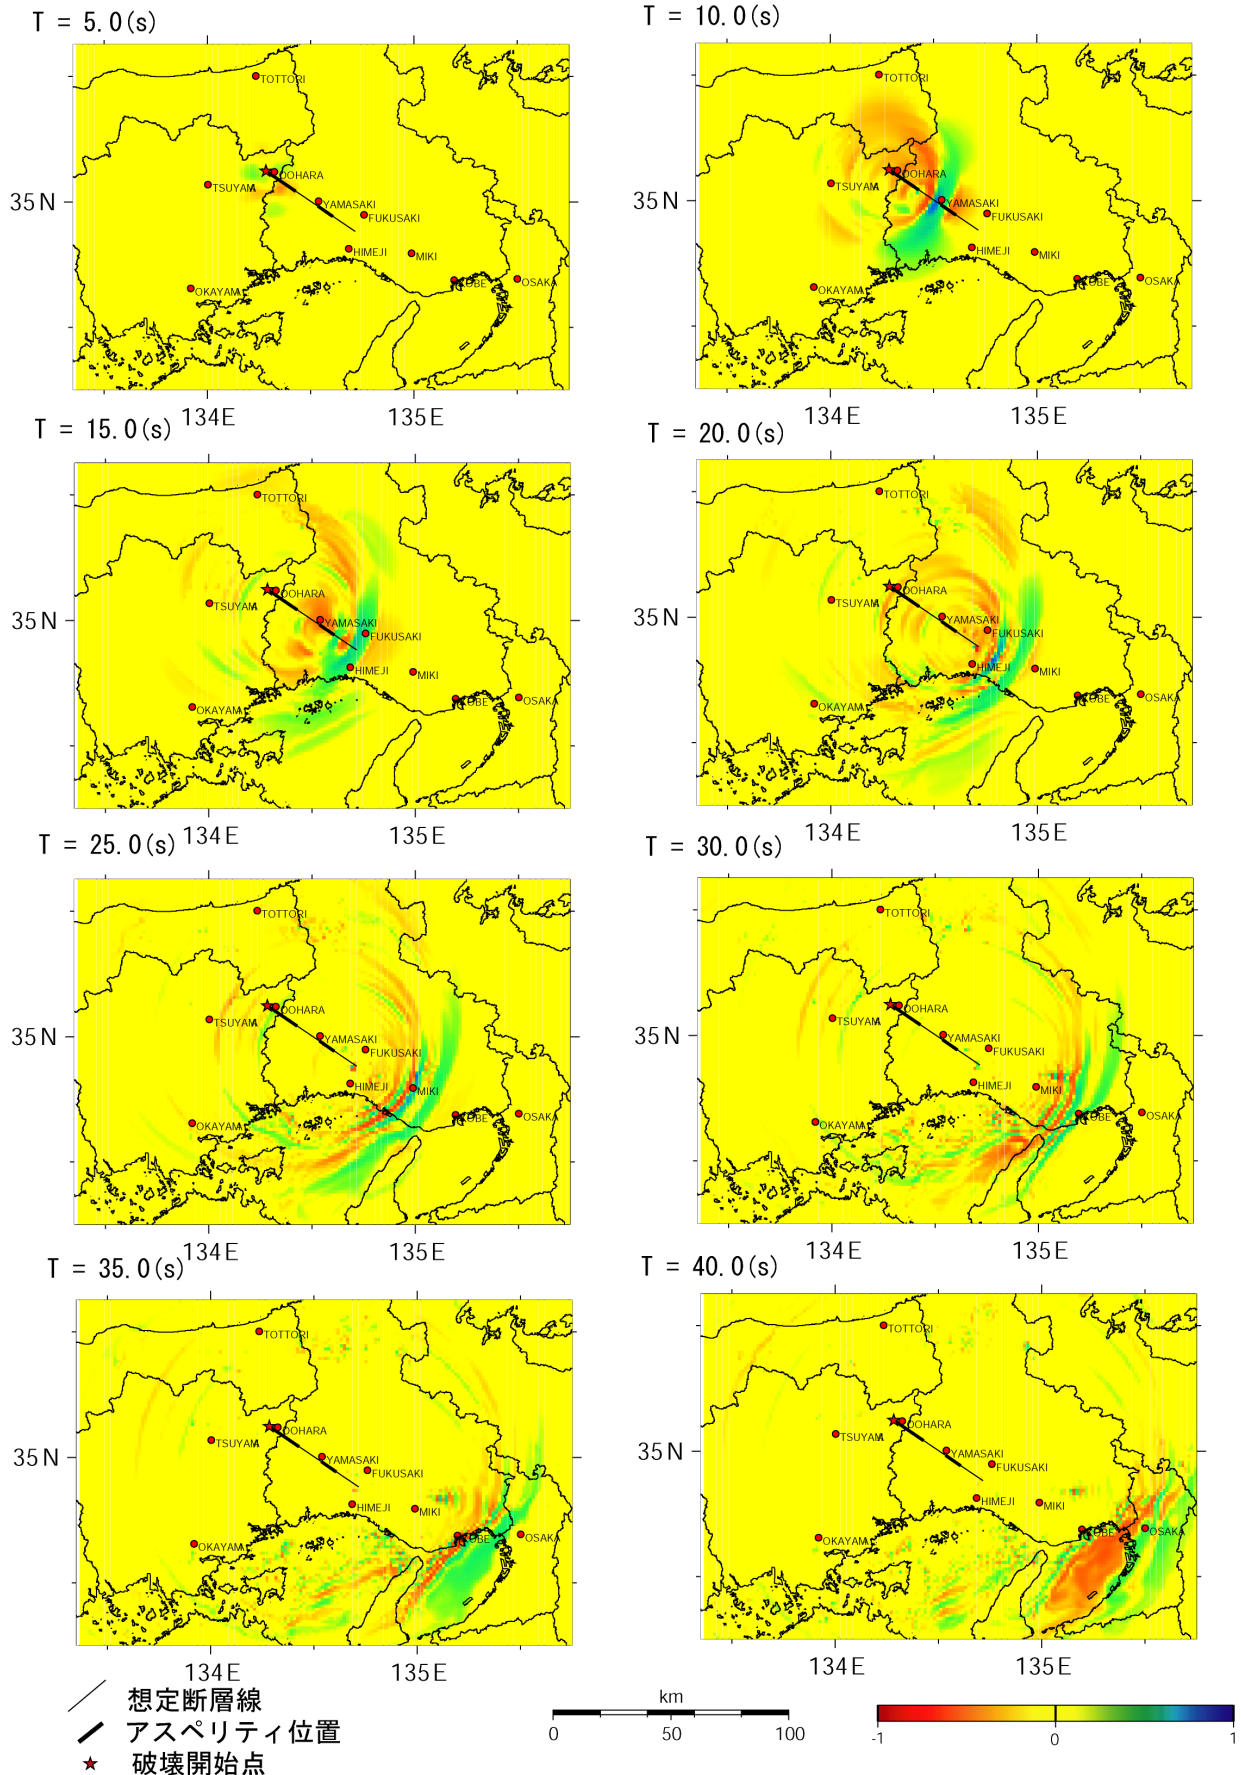 T = 5.0(s)
TOTTORI
OOHARA
TSUYAMA
YAMASAKI
FUKUSAKI
HIMEJI
MIKI
OKAYAMA
KOBE
OSAKA
35N
134E
135E
T = 10.0(s)
TOTTORI
OOHARA
TSUYAMA
YAMASAKI
FUKUSAKI
HIMEJI
MIKI
OKAYAMA
KOBE
OSAKA
35N
134E
135E
T = 15.0(s)
TOTTORI
OOHARA
TSUYAMA
YAMASAKI
FUKUSAKI
HIMEJI
MIKI
OKAYAMA
KOBE
OSAKA
35N
134E
135E
T = 20.0(s)
TOTTORI
OOHARA
TSUYAMA
YAMASAKI
FUKUSAKI
HIMEJI
MIKI
OKAYAMA
KOBE
OSAKA
35N
134E
135E
T = 25.0(s)
TOTTORI
OOHARA
TSUYAMA
YAMASAKI
FUKUSAKI
HIMEJI
MIKI
OKAYAMA
KOBE
OSAKA
35N
134E
135E
T = 30.0(s)
TOTTORI
OOHARA
TSUYAMA
YAMASAKI
FUKUSAKI
HIMEJI
MIKI
OKAYAMA
KOBE
OSAKA
35N
134E
135E
T = 35.0(s)
TOTTORI
OOHARA
TSUYAMA
YAMASAKI
FUKUSAKI
HIMEJI
MIKI
OKAYAMA
KOBE
OSAKA
35N
134E
135E
T = 40.0(s)
TOTTORI
OOHARA
TSUYAMA
YAMASAKI
FUKUSAKI
HIMEJI
MIKI
OKAYAMA
KOBE
OSAKA
35N
134E
135E
想定断層線
アスペリティ位置
破壊開始点
km
0 50 100
-1 0 1